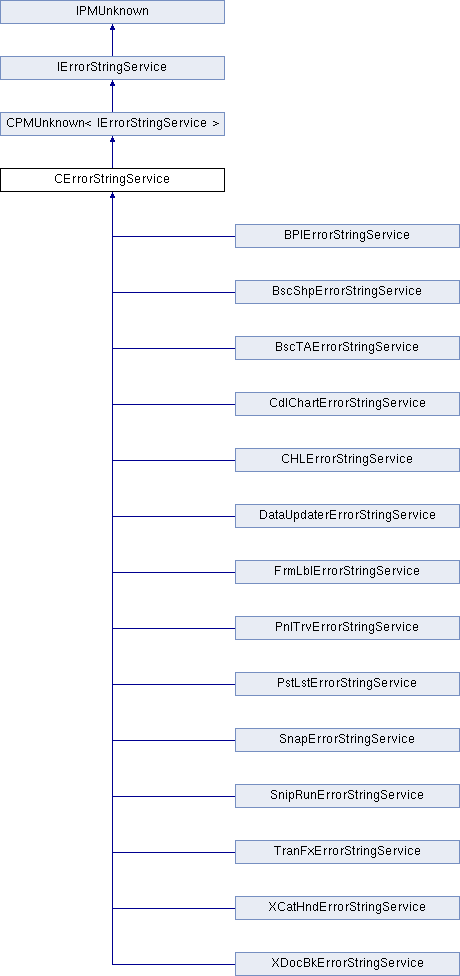 IPMUnknown
IErrorStringService
CPMUnknown< IErrorStringService >
CErrorStringService
BPIErrorStringService
BscShpErrorStringService
BscTAErrorStringService
CdlChartErrorStringService
CHLErrorStringService
DataUpdaterErrorStringService
FrmLblErrorStringService
PnlTrvErrorStringService
PstLstErrorStringService
SnapErrorStringService
SnipRunErrorStringService
TranFxErrorStringService
XCatHndErrorStringService
XDocBkErrorStringService